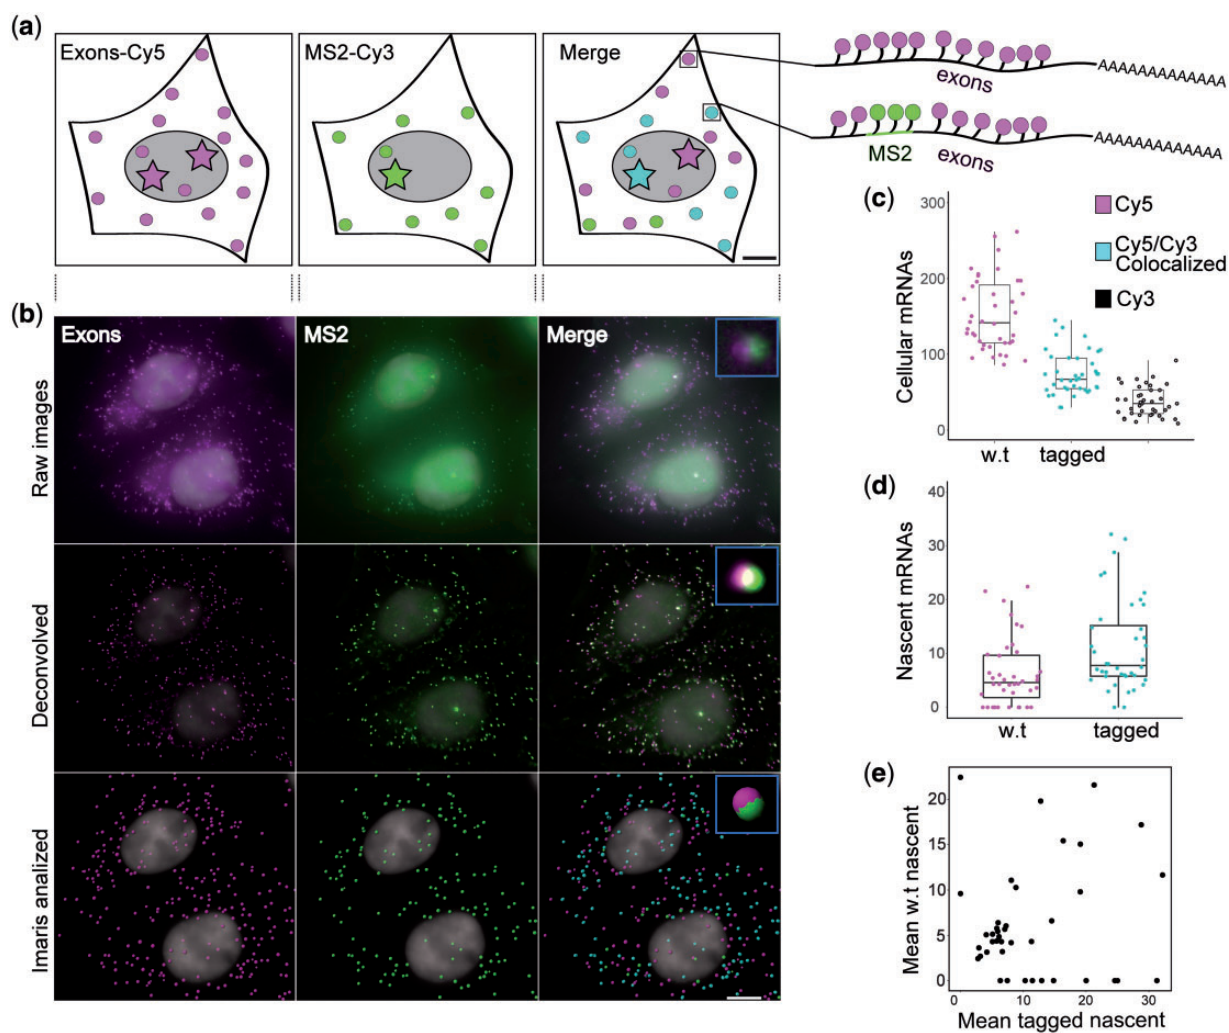 (a)
Exons-Cy5
MS2-Cy3
Merge
exons
AAAAAAAAAAAAA
MS2
exons
AAAAAAAAAAAAA
(b)
Exons
MS2
Merge
Raw images
Deconvolved
Imaris analized
(c)
Cellular mRNAs
300
200
100
0
w.t
tagged
Cy5
Cy5/Cy3
Colocalized
Cy3
(d)
Nascent mRNAs
40
30
20
10
0
w.t
tagged
(e)
Mean w.t nascent
20
15
10
5
0
0
10
20
30
Mean tagged nascent